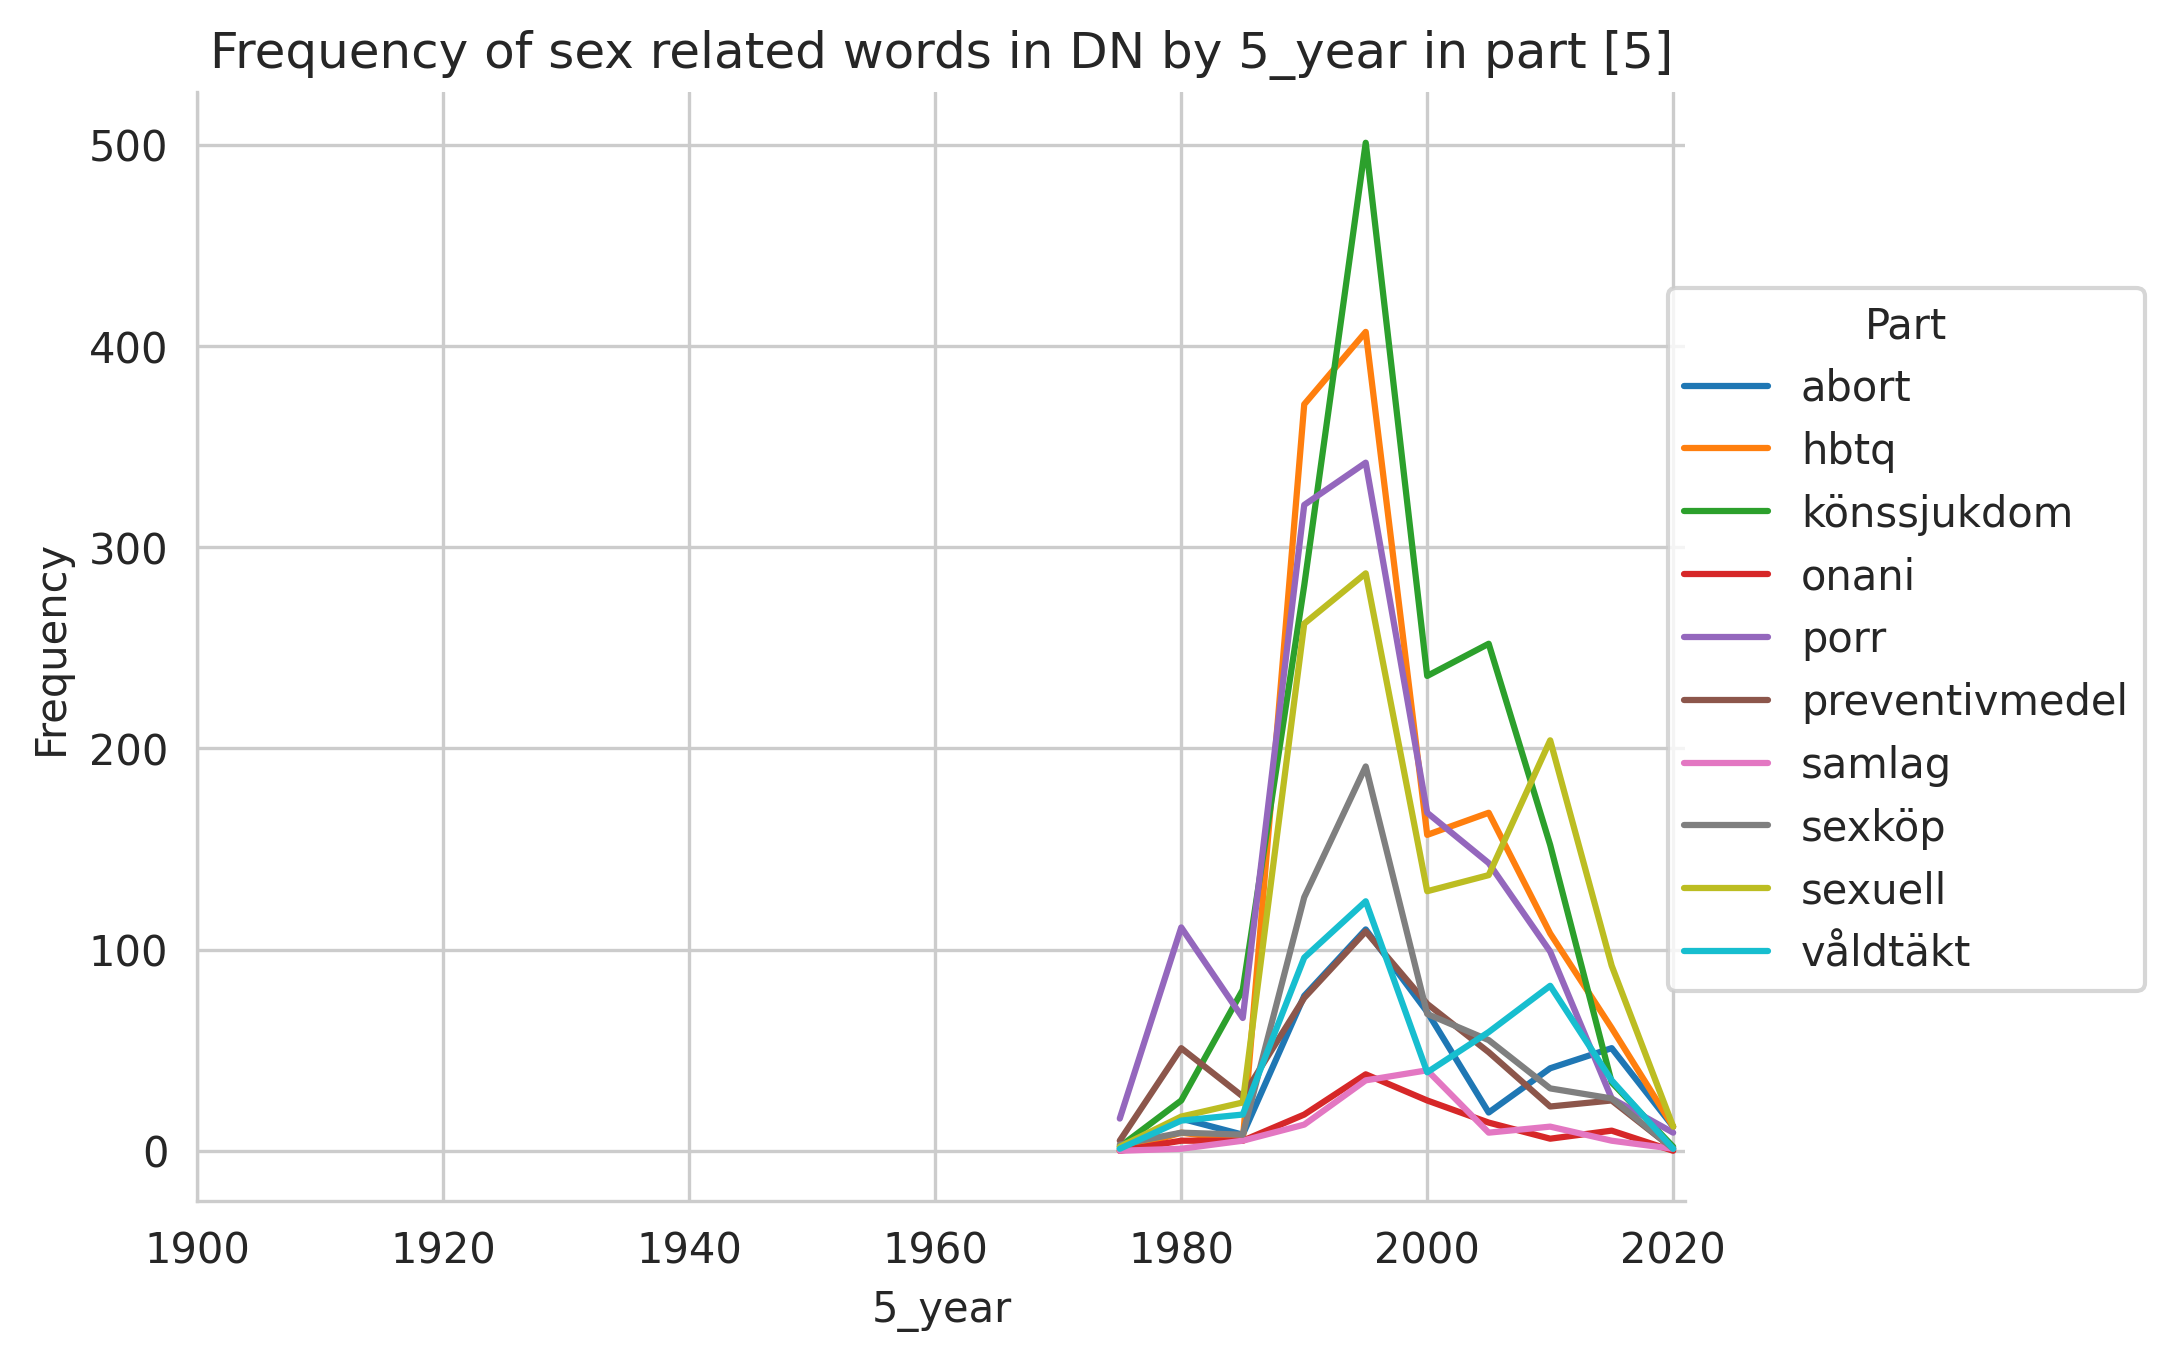 Frequency of sex related words in DN by 5_year in part [5]
Frequency
500
400
300
200
100
0
1900
1920
1940
1960
1980
2000
2020
5_year
Part
abort
hbtq
könssjukdom
onani
porr
preventivmedel
samlag
sexköp
sexuell
våldtäkt